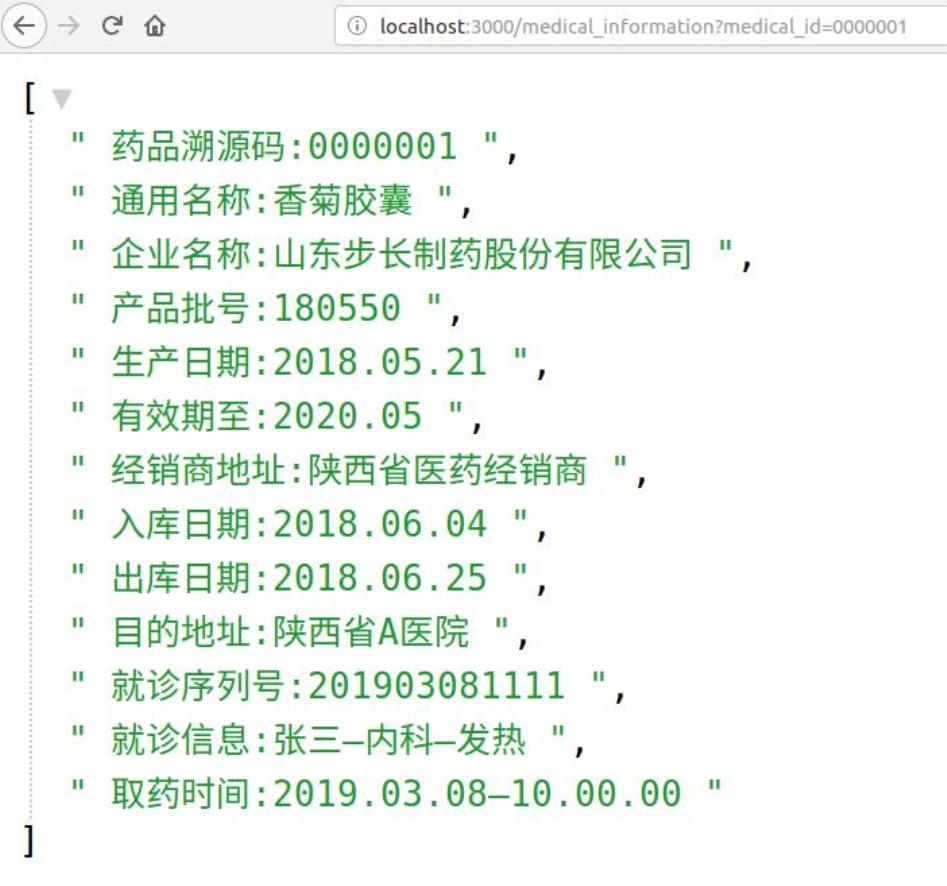 localhost:3000/medical_information?medical_id=0000001
[
" 药品溯源码:0000001 ",
" 通用名称:香菊胶囊 ",
" 企业名称:山东步长制药股份有限公司 ",
" 产品批号:180550 ",
" 生产日期:2018.05.21 ",
" 有效期至:2020.05 ",
" 经销商地址:陕西省医药经销商 ",
" 入库日期:2018.06.04 ",
" 出库日期:2018.06.25 ",
" 目的地址:陕西省A医院 ",
" 就诊序列号:201903081111 ",
" 就诊信息:张三—内科—发热 ",
" 取药时间:2019.03.08—10.00.00 "
]